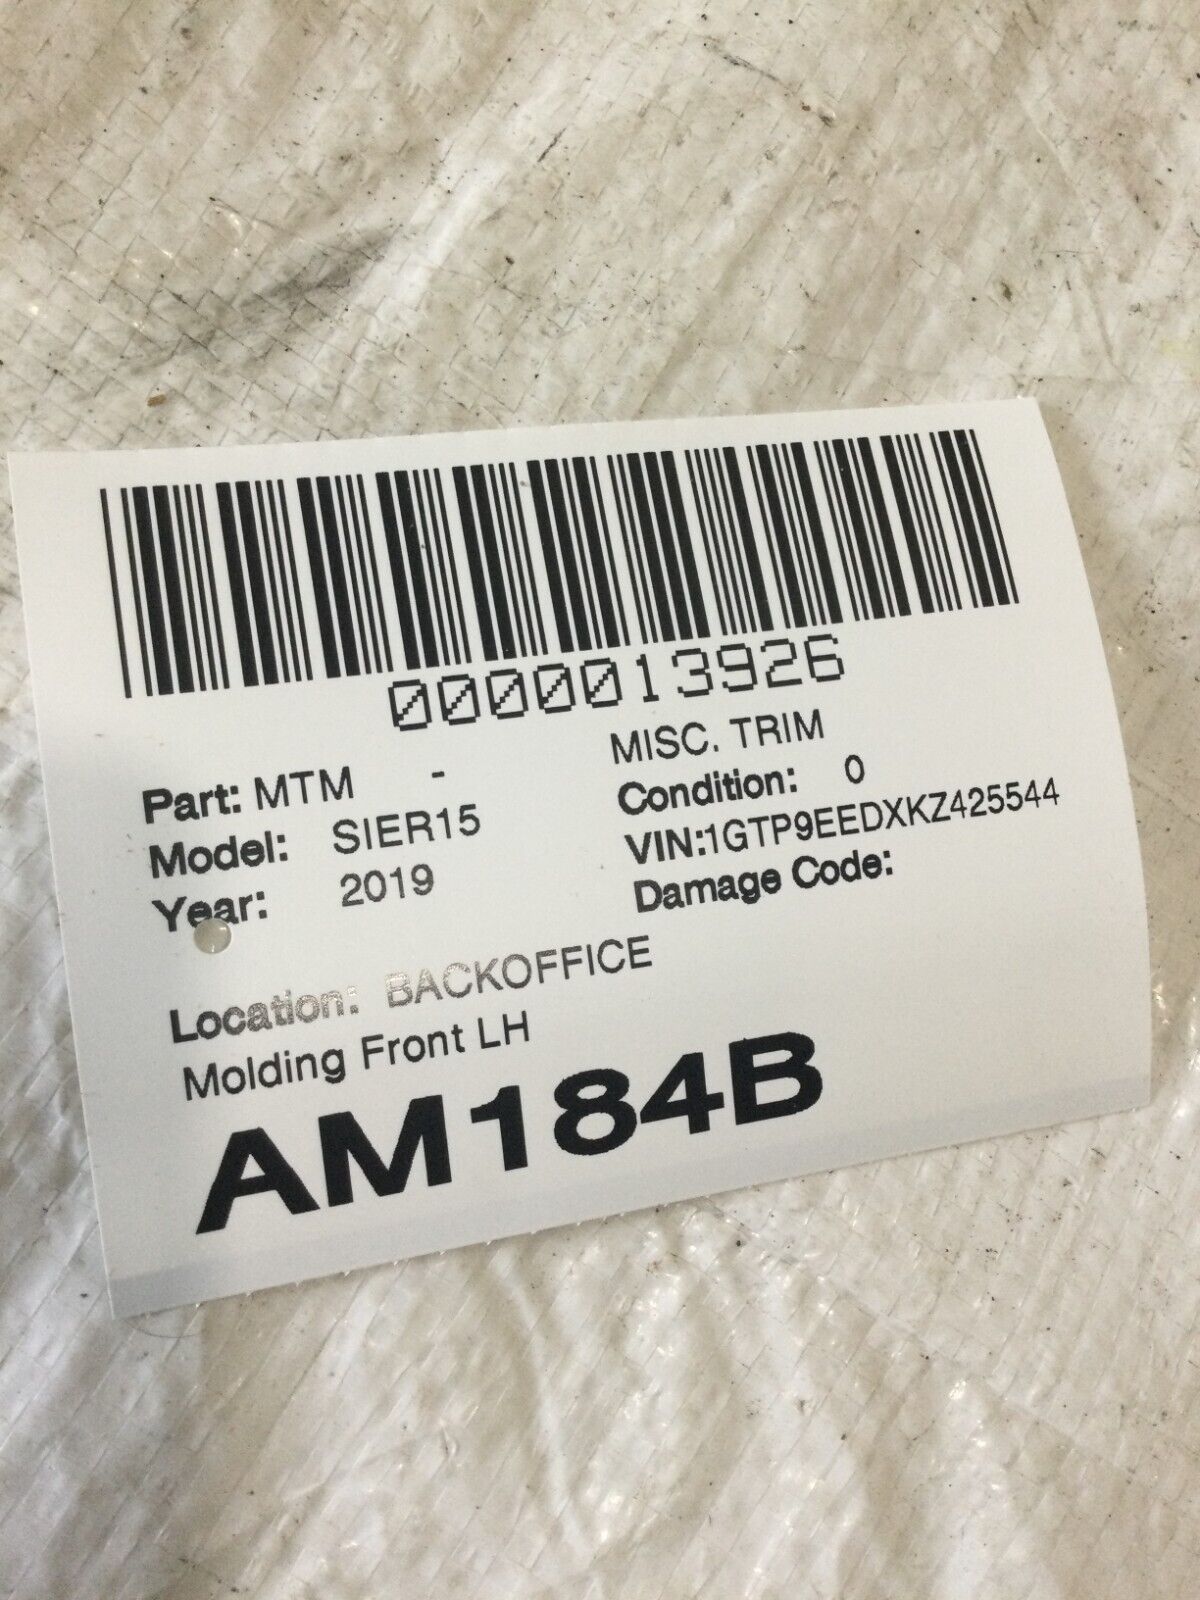 0000013926
Part: MTM - MISC. TRIM
Model: SIER15 Condition: 0
Year: 2019 VIN:1GTP9EEDXKZ425544
Damage Code:
Location: BACKOFFICE
Molding Front LH
AM184B